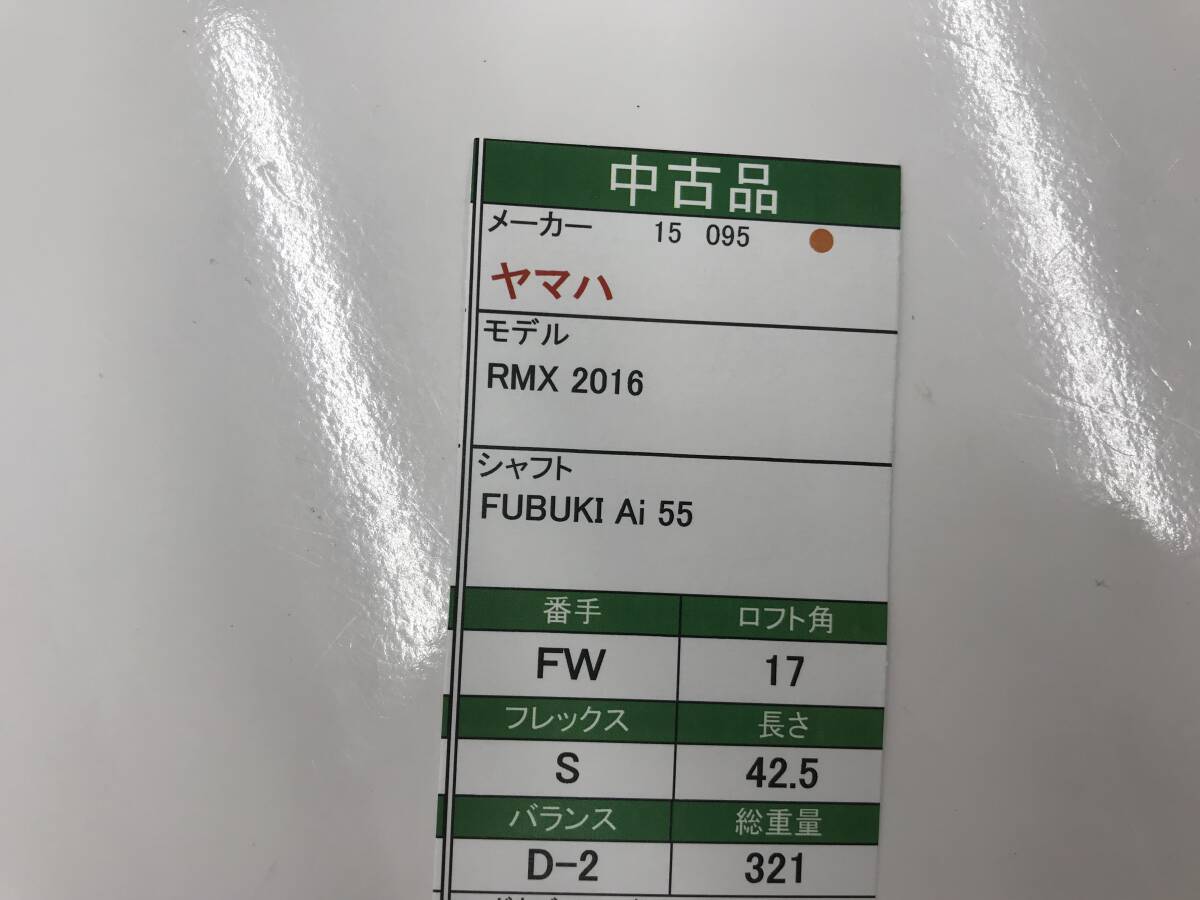 中古品
メーカー 15 095
ヤマハ
モデル
RMX 2016
シャフト
FUBUKI Ai 55
番手 ロフト角
FW 17
フレックス 長さ
S 42.5
バランス 総重量
D-2 321